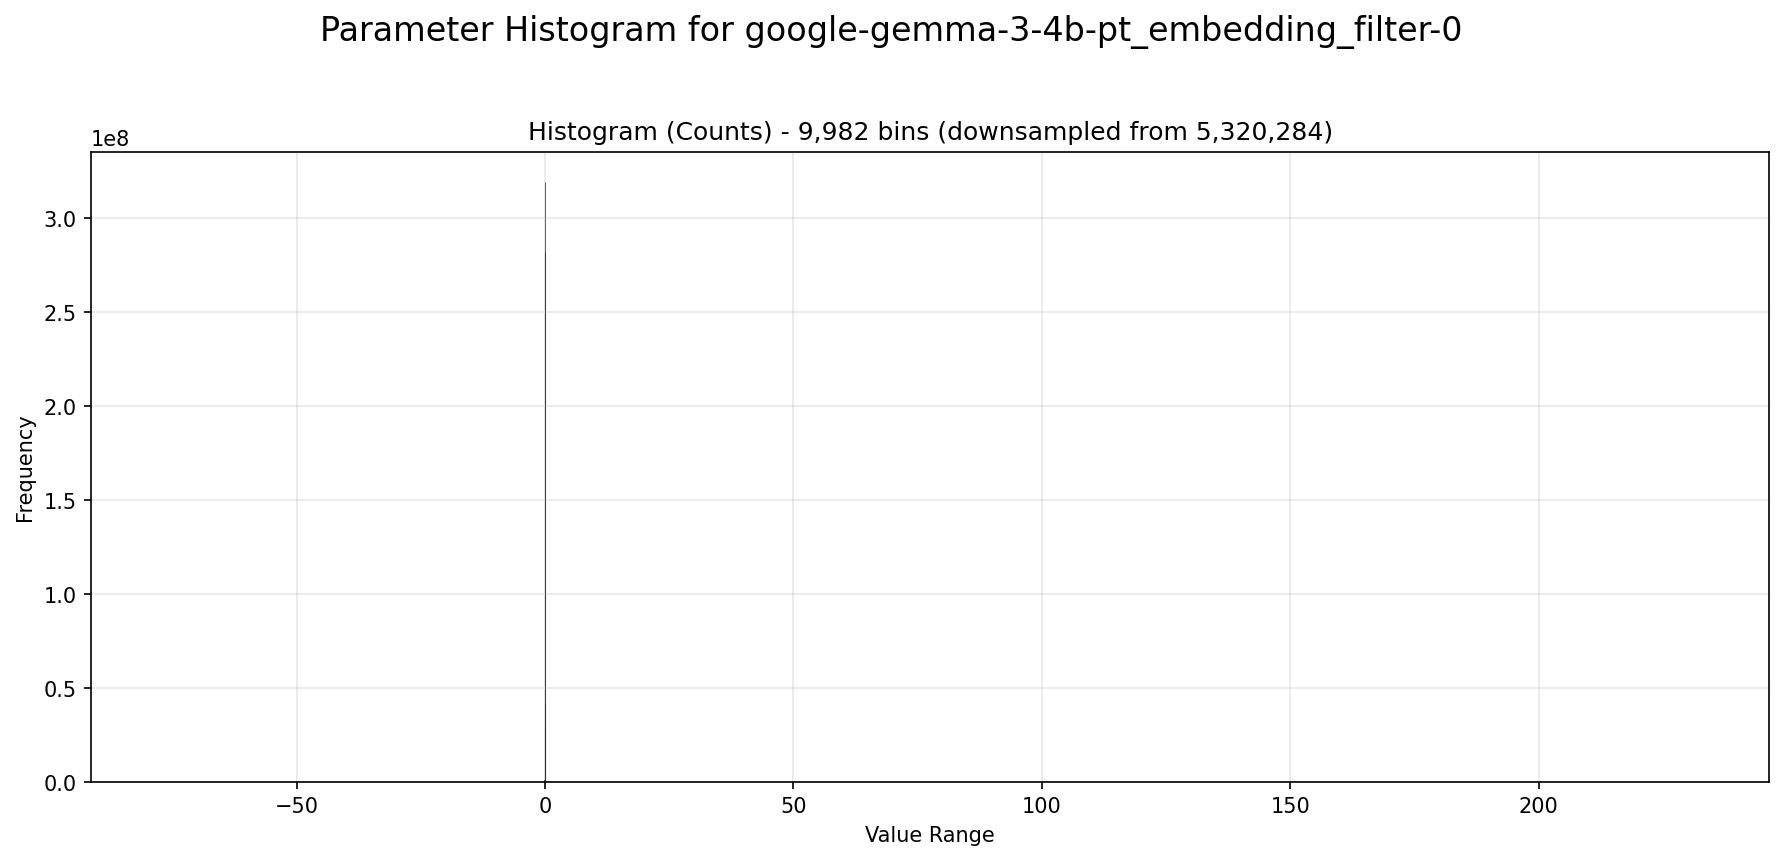 Parameter Histogram for google-gemma-3-4b-pt_embedding_filter-0
Histogram (Counts) - 9,982 bins (downsampled from 5,320,284)
1e8
3.0
2.5
2.0
1.5
1.0
0.5
0.0
Frequency
−50
0
50
100
150
200
Value Range